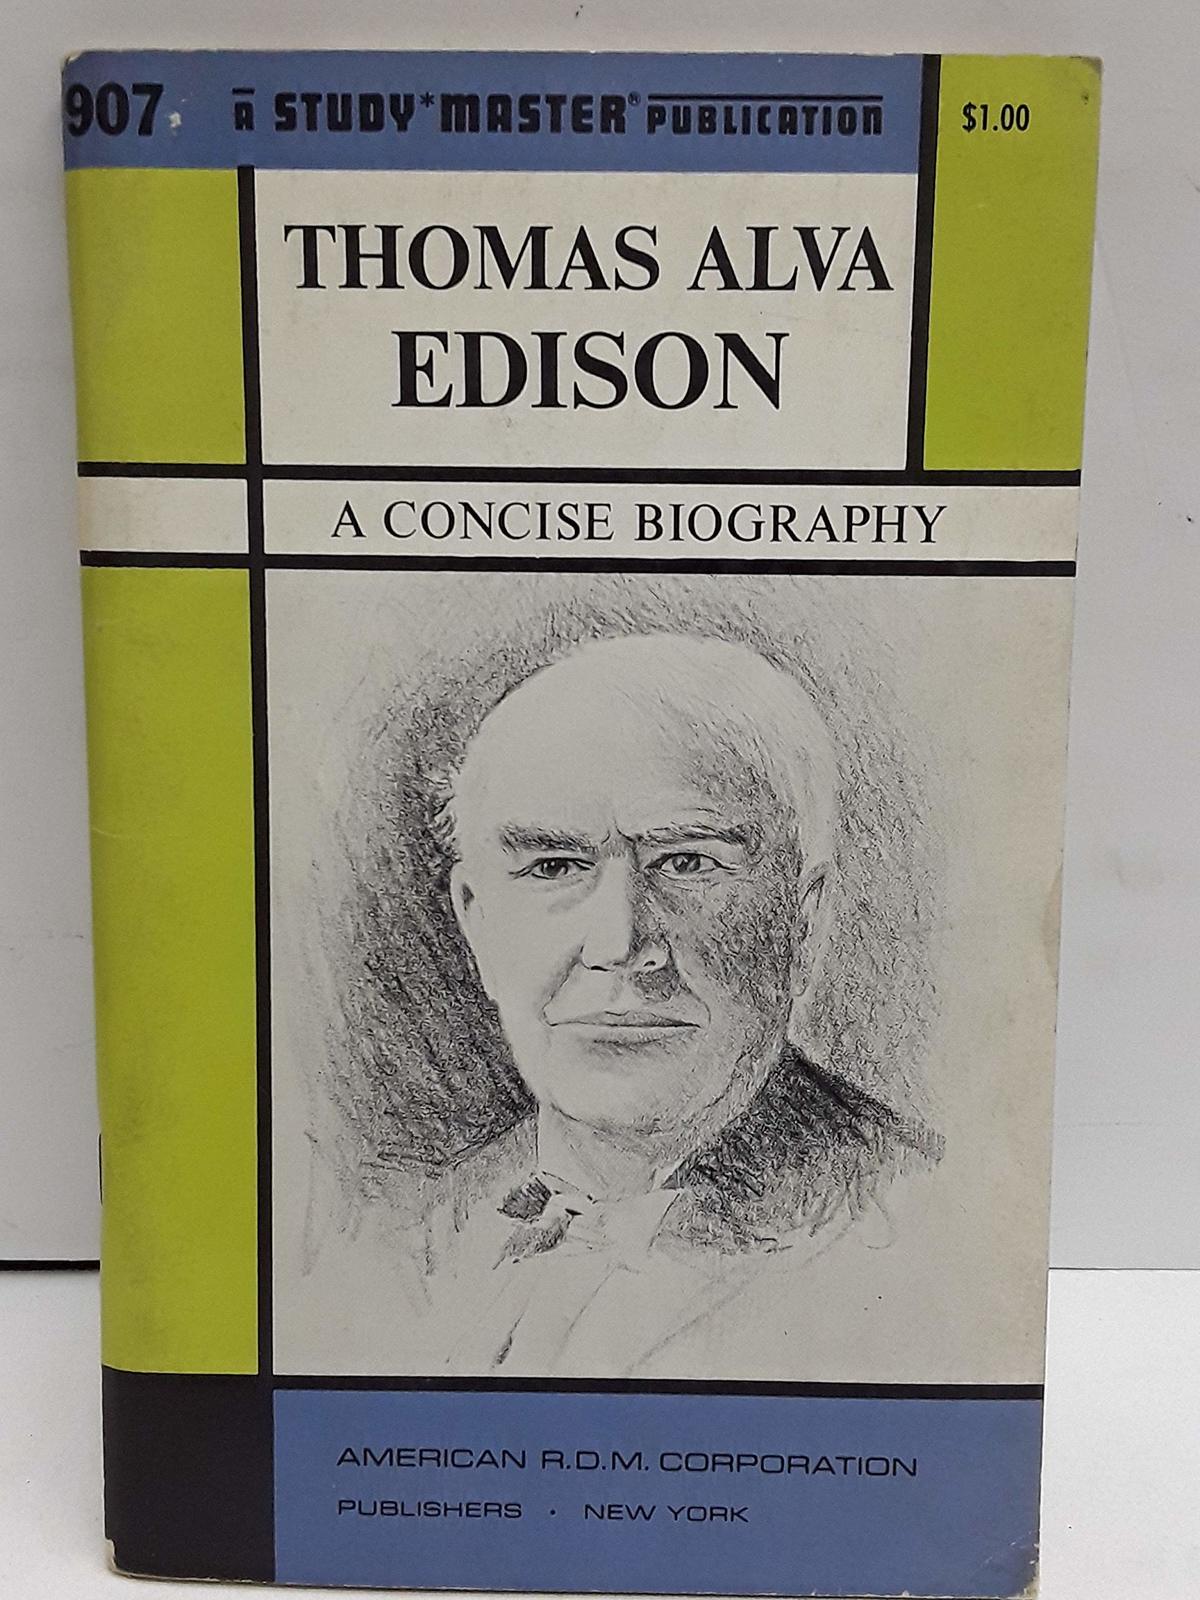 907 A STUDY*MASTER® PUBLICATION $1.00
THOMAS ALVA
EDISON
A CONCISE BIOGRAPHY
AMERICAN R.D.M. CORPORATION
PUBLISHERS · NEW YORK